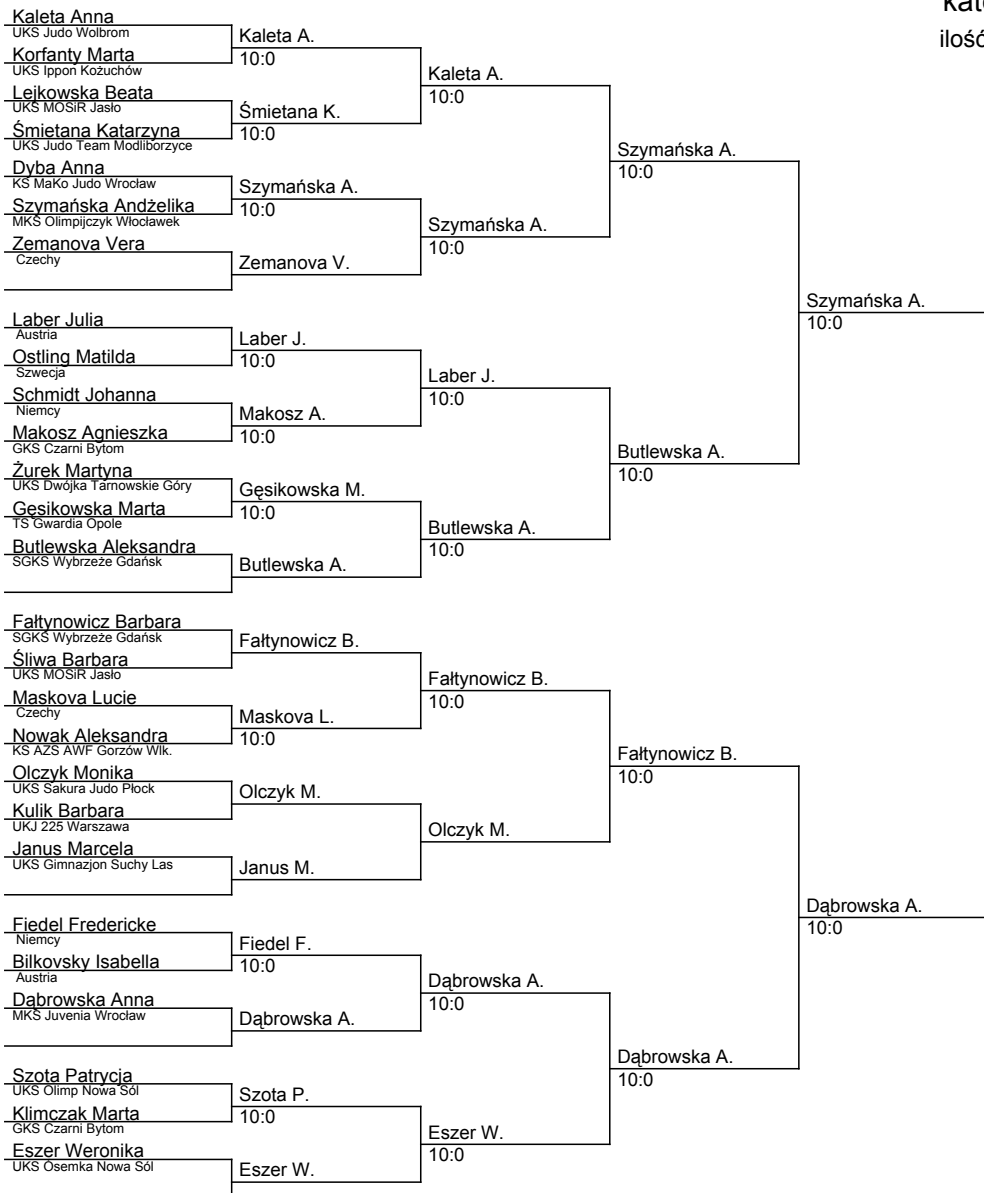 Kaleta Anna
UKS Judo Wolbrom
Korfanty Marta
UKS Ippon Kożuchów
Lejkowska Beata
UKS MOSiR Jasło
Śmietana Katarzyna
UKS Judo Team Modliborzyce
Dyba Anna
KS MaKo Judo Wrocław
Szymańska Andżelika
MKS Olimpijczyk Włocławek
Zemanova Vera
Czechy
Laber Julia
Austria
Ostling Matilda
Szwecja
Schmidt Johanna
Niemcy
Makosz Agnieszka
GKS Czarni Bytom
Żurek Martyna
UKS Dwójka Tarnowskie Góry
Gęsikowska Marta
TS Gwardia Opole
Butlewska Aleksandra
SGKS Wybrzeże Gdańsk
Fałtynowicz Barbara
SGKS Wybrzeże Gdańsk
Śliwa Barbara
UKS MOSiR Jasło
Maskova Lucie
Czechy
Nowak Aleksandra
KS AZS AWF Gorzów Wlk.
Olczyk Monika
UKS Sakura Judo Płock
Kulik Barbara
UKJ 225 Warszawa
Janus Marcela
UKS Gimnazjon Suchy Las
Fiedel Fredericke
Niemcy
Bilkovsky Isabella
Austria
Dąbrowska Anna
MKS Juvenia Wrocław
Szota Patrycja
UKS Olimp Nowa Sól
Klimczak Marta
GKS Czarni Bytom
Eszer Weronika
UKS Ósemka Nowa Sól
Kaleta A.
10:0
Śmietana K.
10:0
Szymańska A.
10:0
Zemanova V.
Laber J.
10:0
Makosz A.
10:0
Gęsikowska M.
10:0
Butlewska A.
Fałtynowicz B.
Maskova L.
10:0
Olczyk M.
Janus M.
Fiedel F.
10:0
Dąbrowska A.
Szota P.
10:0
Eszer W.
Kaleta A.
10:0
Szymańska A.
10:0
Laber J.
10:0
Butlewska A.
10:0
Fałtynowicz B.
10:0
Olczyk M.
Dąbrowska A.
10:0
Eszer W.
10:0
Szymańska A.
10:0
Butlewska A.
10:0
Fałtynowicz B.
10:0
Dąbrowska A.
10:0
Szymańska A.
10:0
Dąbrowska A.
10:0
ilość